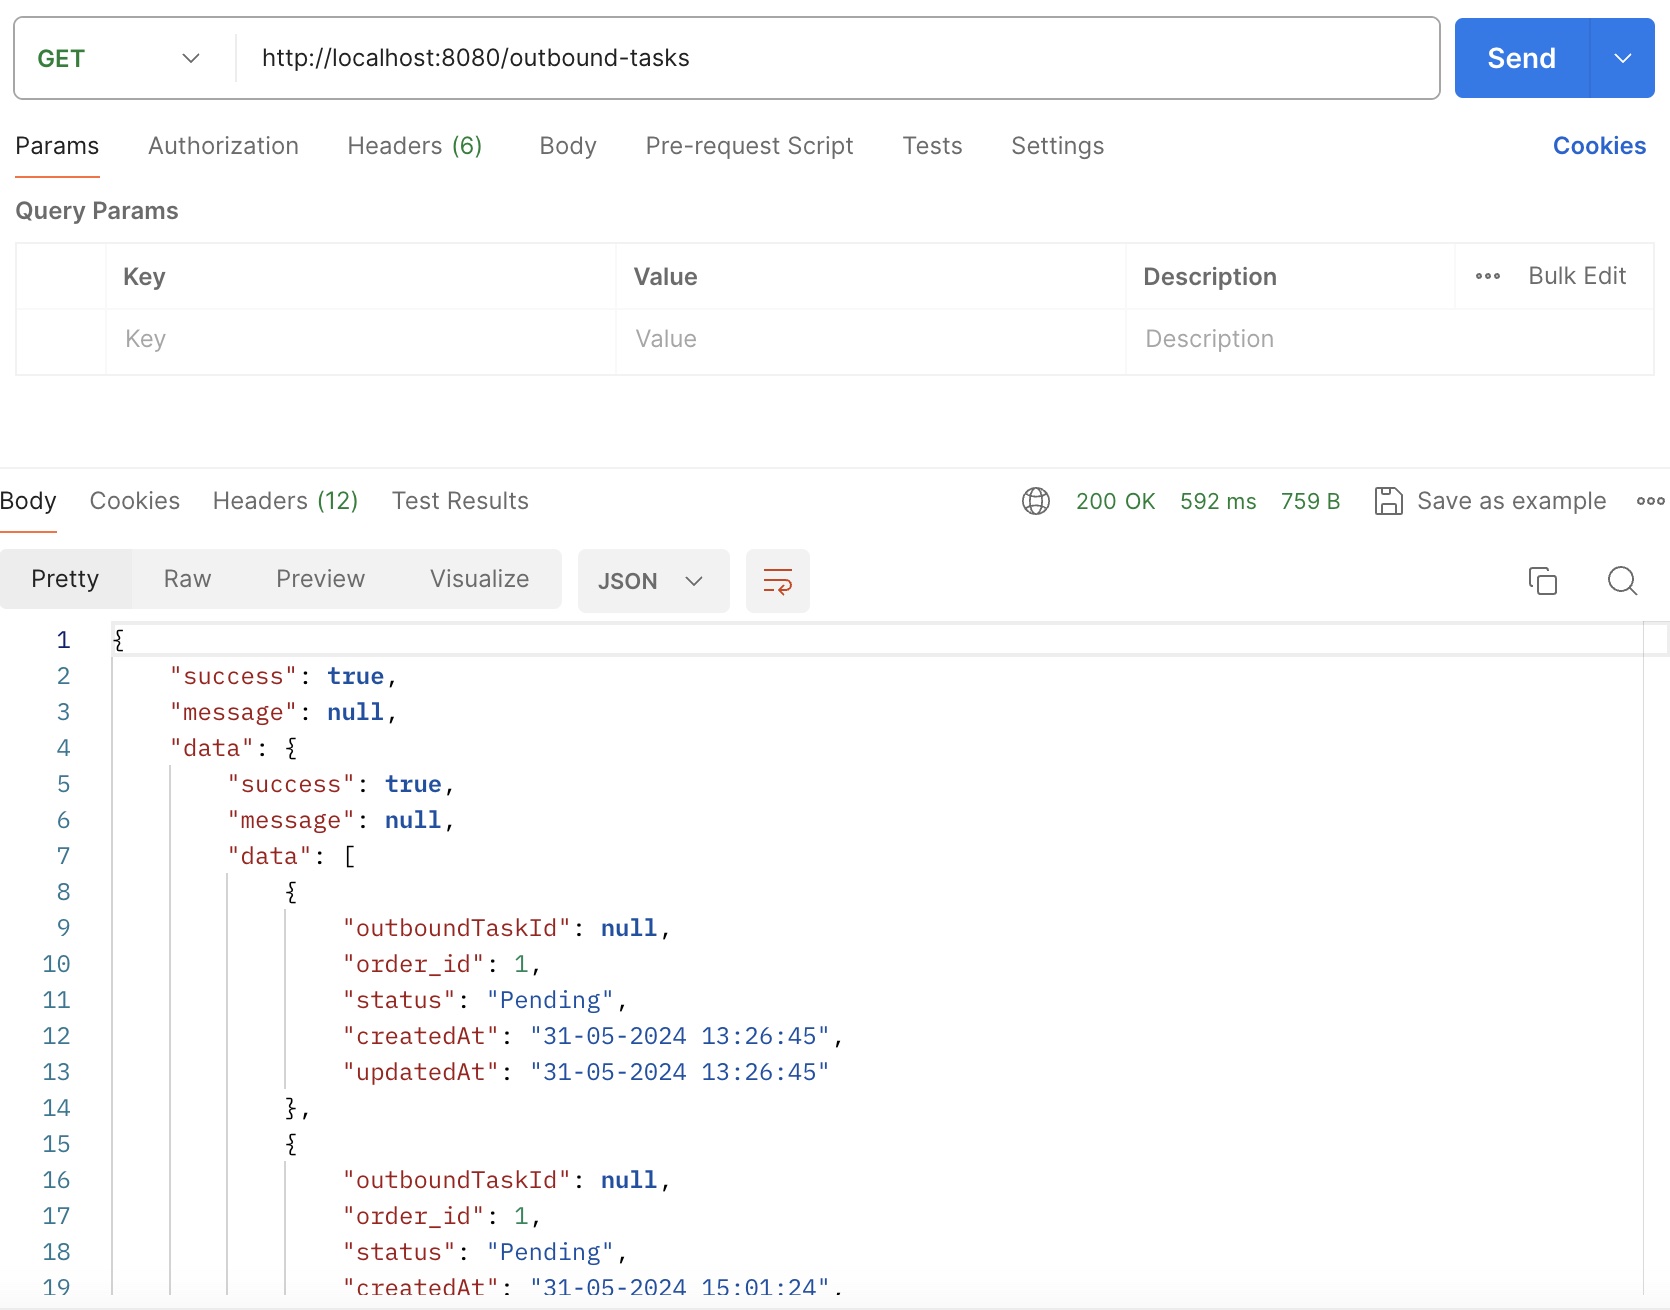 GET http://localhost:8080/outbound-tasks Send
Params Authorization Headers (6) Body Pre-request Script Tests Settings Cookies
Query Params
Key Value Description ••• Bulk Edit
Key Value Description
Body Cookies Headers (12) Test Results 200 OK 592 ms 759 B Save as example
Pretty Raw Preview Visualize JSON
1 {
2 "success": true,
3 "message": null,
4 "data": {
5 "success": true,
6 "message": null,
7 "data": [
8 {
9 "outboundTaskId": null,
10 "order_id": 1,
11 "status": "Pending",
12 "createdAt": "31-05-2024 13:26:45",
13 "updatedAt": "31-05-2024 13:26:45"
14 },
15 {
16 "outboundTaskId": null,
17 "order_id": 1,
18 "status": "Pending",
19 "createdAt": "31-05-2024 15:01:24",